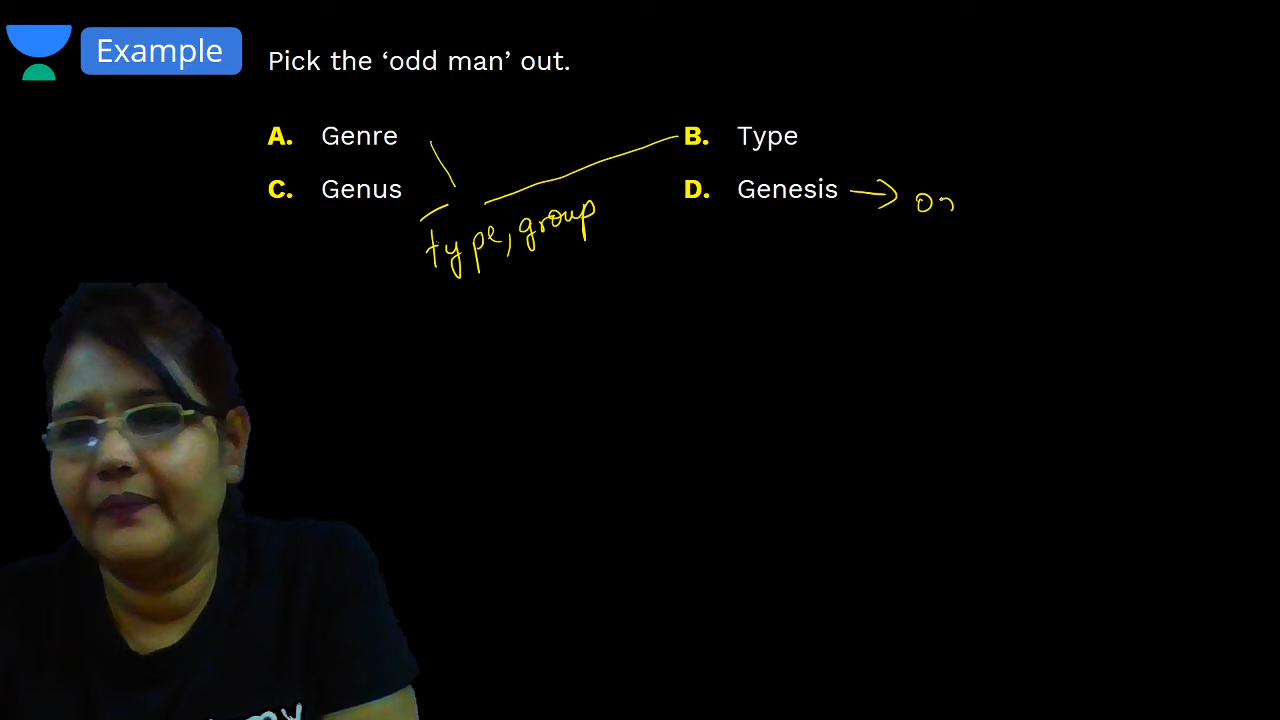 Example Pick the ‘odd man’ out.
A. Genre B. Type
C. Genus D. Genesis
type, group